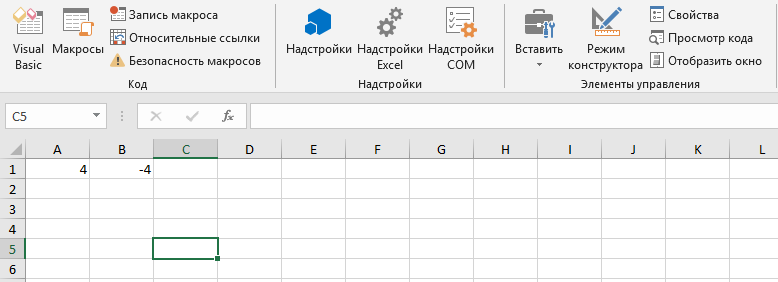 Visual Basic
Макросы
Запись макроса
Относительные ссылки
Безопасность макросов
Код
Надстройки
Надстройки Excel
Надстройки COM
Надстройки
Вставить
Режим конструктора
Свойства
Просмотр кода
Отобразить окно
Элементы управления
C5
fx
A B C D E F G H I J K L
1 4 -4
2
3
4
5
6